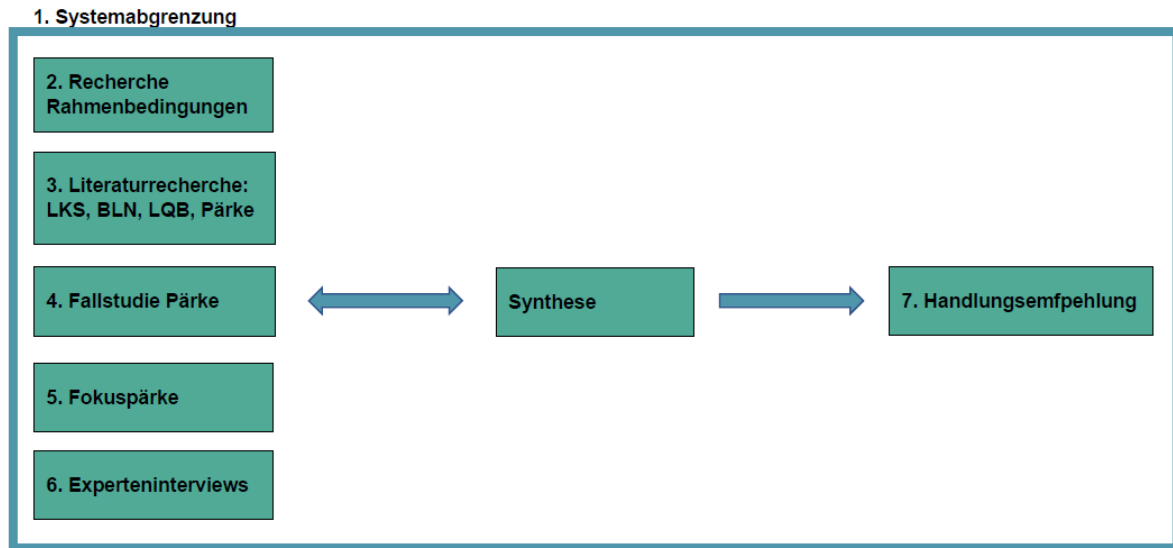 1. Systemabgrenzung
2. Recherche
Rahmenbedingungen
3. Literaturrecherche:
LKS, BLN, LQB, Pärke
4. Fallstudie Pärke
Synthese
7. Handlungsemfpehlung
5. Fokuspärke
6. Experteninterviews